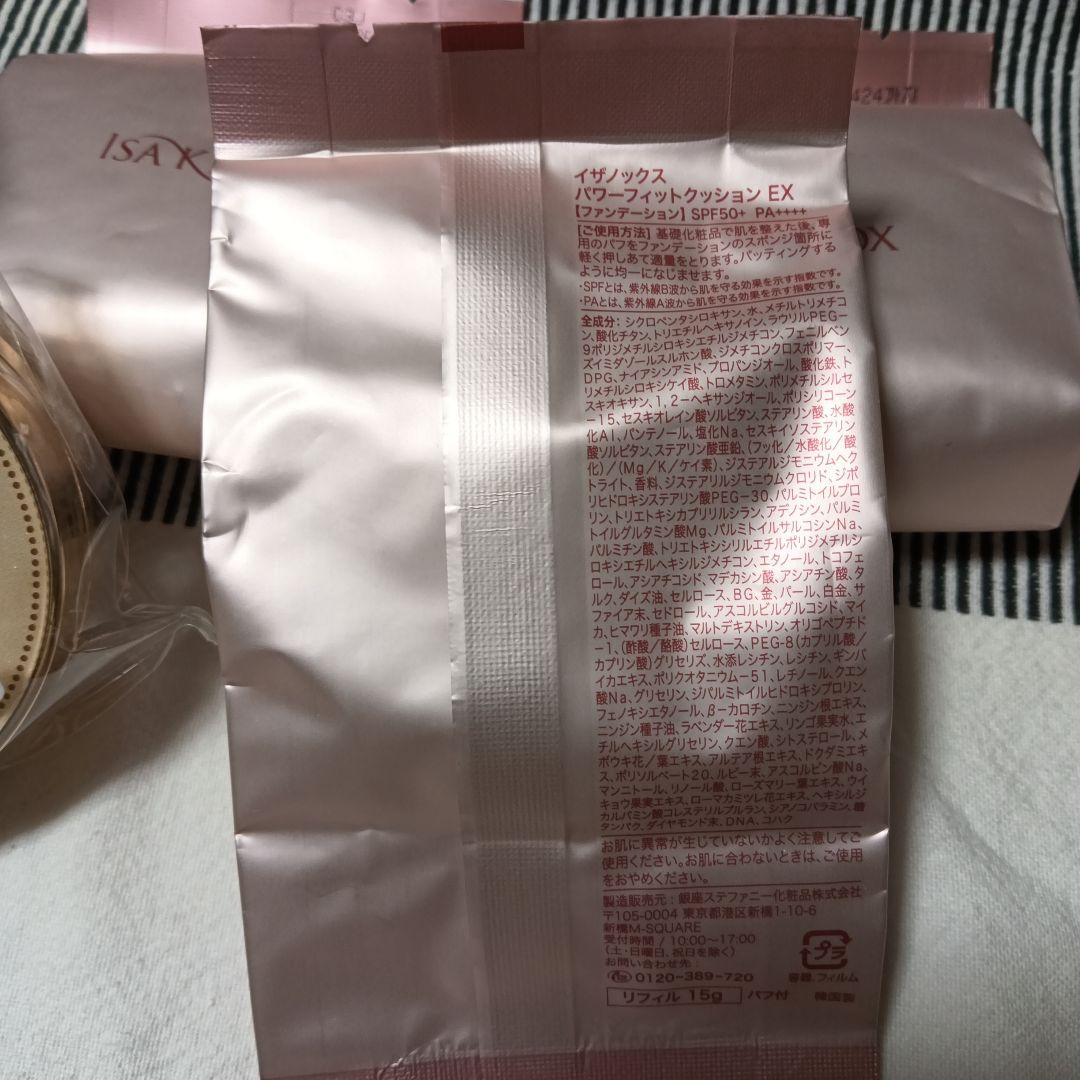 ISA K
OX
イザノックス
パワーフィットクッション EX
【ファンデーション】SPF50+ PA++++
【ご使用方法】基礎化粧品で肌を整えた後、専
用のパフをファンデーションのスポンジ箇所に
軽く押しあて適量をとります。パッティングする
ように均一になじませます。
・SPFとは、紫外線B波から肌を守る効果を示す指数です。
・PAとは、紫外線A波から肌を守る効果を示す指数です。
全成分：シクロペンタシロキサン、水、メチルトリメチコ
ン、酸化チタン、トリエチルヘキサノイン、ラウリルPEG-
9ポリジメチルシロキシエチルジメチコン、フェニルベン
ズイミダゾールスルホン酸、ジメチコンクロスポリマー、
DPG、ナイアシンアミド、プロパンジオール、酸化鉄、ト
リメチルシロキシケイ酸、トロメタミン、ポリメチルシルセ
スキオキサン、1,2-ヘキサンジオール、ポリシリコーン
-15、セスキオレイン酸ソルビタン、ステアリン酸、水酸
化Al、パンテノール、塩化Na、セスキイソステアリン
酸ソルビタン、ステアリン酸亜鉛、(フッ化/水酸化/酸
化)/(Mg/K/ケイ素)、ジステアルジモニウムヘク
トライト、香料、ジステアリルジモニウムクロリド、ジポ
リヒドロキシステアリン酸PEG-30、パルミトイルプロ
リン、トリエトキシカプリリルシラン、アデノシン、パルミ
トイルグルタミン酸Mg、パルミトイルサルコシンNa、
パルミチン酸、トリエトキシシリルエチルポリジメチルシ
ロキシエチルヘキシルジメチコン、エタノール、トコフェ
ロール、アシアチコシド、マデカシン酸、アシアチン酸、タ
ルク、ダイズ油、セルロース、BG、金、パール、白金、サ
ファイア末、セドロール、アスコルビルグルコシド、マイ
カ、ヒマワリ種子油、マルトデキストリン、オリゴペプチド
-1、(酢酸/酪酸)セルロース、PEG-8(カプリル酸/
カプリン酸)グリセリズ、水添レシチン、レシチン、ギンバ
イカエキス、ポリクオタニウム-51、レチノール、クエン
酸Na、グリセリン、ジパルミトイルヒドロキシプロリン、
フェノキシエタノール、β-カロチン、ニンジン根エキス、
ニンジン種子油、ラベンダー花エキス、リンゴ果実水、エ
チルヘキシルグリセリン、クエン酸、シトステロール、メ
ボウキ花/葉エキス、アルテア根エキス、ドクダミエキ
ス、ポリソルベート20、ルビー末、アスコルビン酸Na、
マンニトール、リノール酸、ローズマリー葉エキス、ウイ
キョウ果実エキス、ローマカミツレ花エキス、ヘキシルジ
カルバミン酸コレステリルプルラン、シアノコバラミン、糖
タンパク、ダイヤモンド末、DNA、コハク
お肌に異常が生じていないかよく注意してご
使用ください。お肌に合わないときは、ご使用
をおやめください。
製造販売元：銀座ステファニー化粧品株式会社
〒105-0004 東京都港区新橋1-10-6
新橋M-SQUARE
受付時間 / 10:00~17:00
(土・日曜日、祝日を除く)
お問い合わせ先：
0120-389-720
プラ
容器、フィルム
リフィル 15g パフ付 韓国製